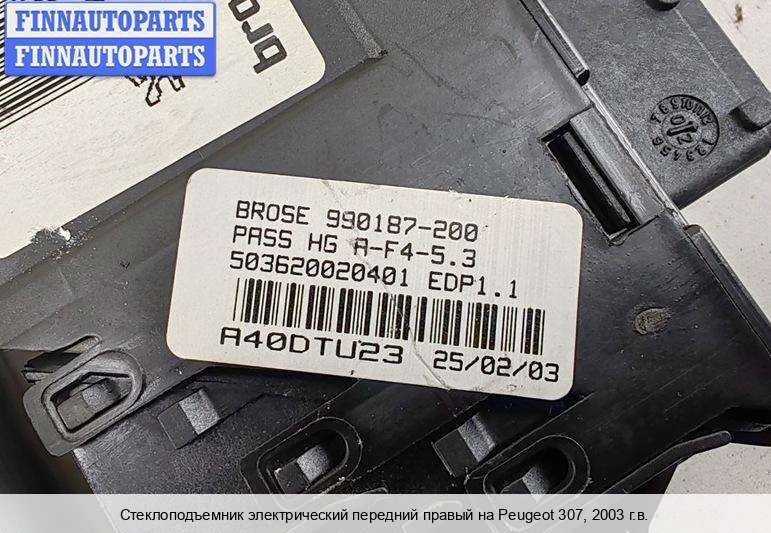 FINNAUTOPARTS
FINNAUTOPARTS
bro
BROSE 990187-200
PASS HG A-F4-5.3
503620020401 EDP1.1
A40DTU23 25/02/03
Стеклоподъемник электрический передний правый на Peugeot 307, 2003 г.в.